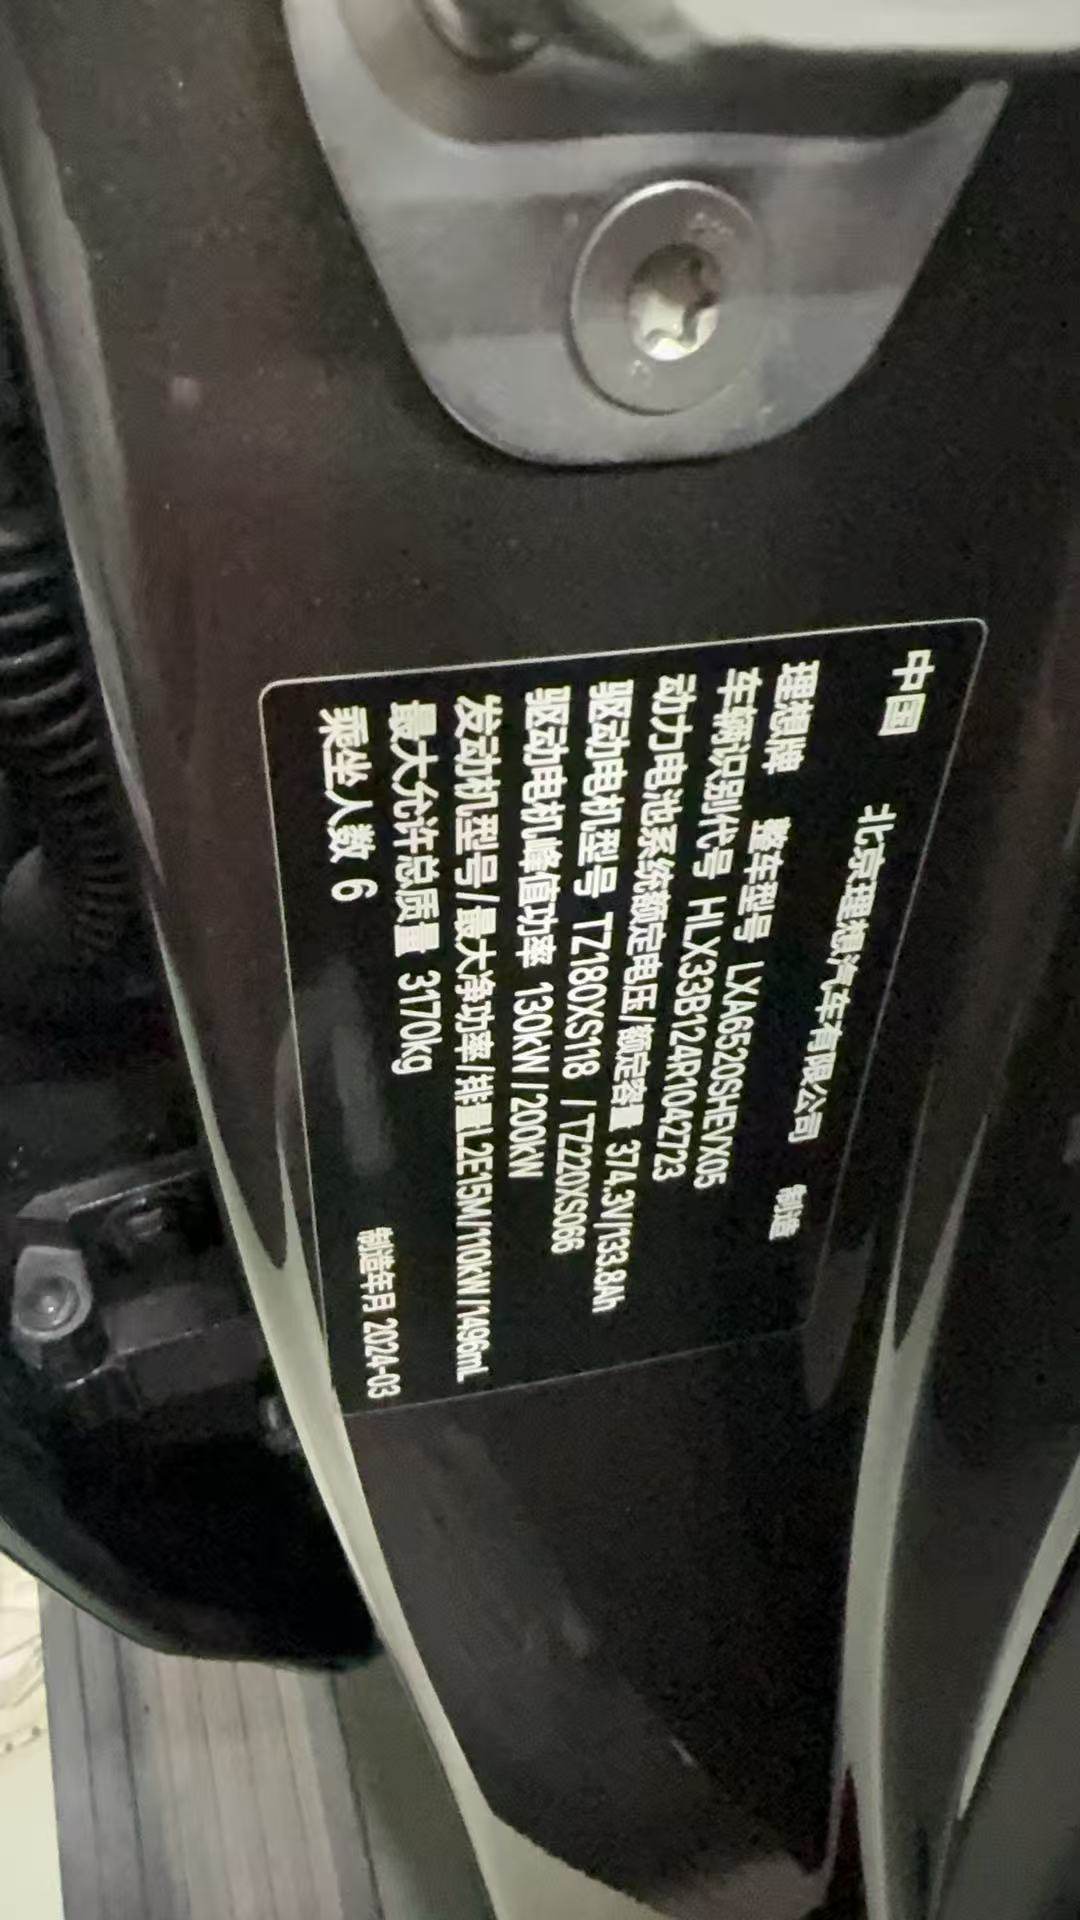 中国 北京理想汽车有限公司 制造
理想牌 整车型号 LXA6520SHEVX05
车辆识别代号 HLX33B124R1042723
动力电池系统额定电压/额定容量 374.3V/133.8Ah
驱动电机型号 TZ180XS118 / TZ220XS066
驱动电机峰值功率 130kW / 200kW
发动机型号/最大净功率/排量L2E15M/110kW/1496mL
最大允许总质量 3170kg
乘坐人数 6 制造年月 2024-03